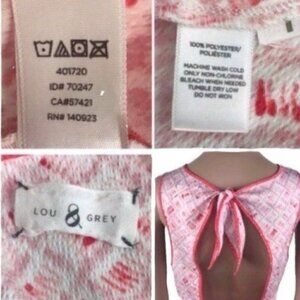 401720
ID# 70247
CA#57421
RN# 140923
100% POLYESTER/
POLIÉSTER
MACHINE WASH COLD
ONLY NON-CHLORINE
BLEACH WHEN NEEDED
TUMBLE DRY LOW
DO NOT IRON
LOU & GREY